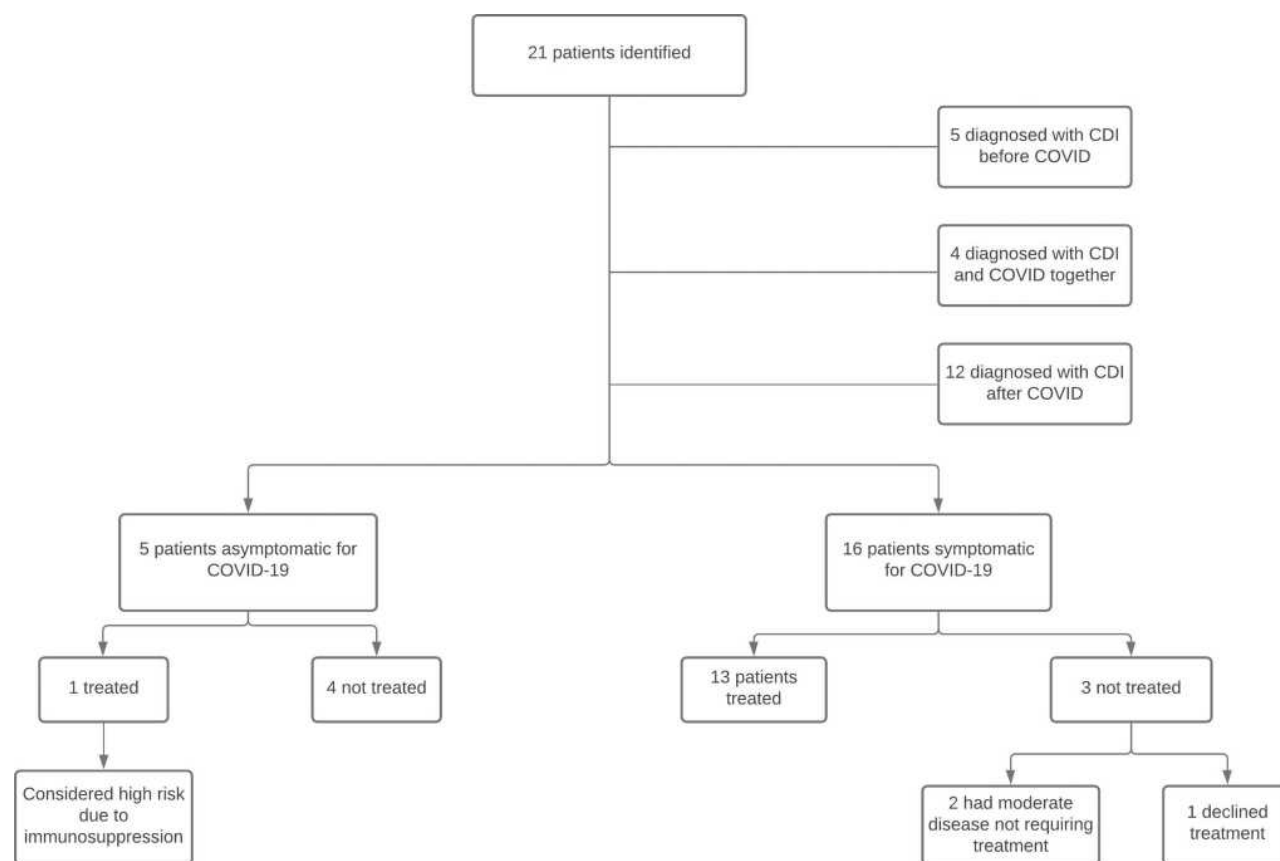 21 patients identified
5 diagnosed with CDI
before COVID
4 diagnosed with CDI
and COVID together
12 diagnosed with CDI
after COVID
5 patients asymptomatic for
COVID-19
16 patients symptomatic
for COVID-19
1 treated
4 not treated
13 patients
treated
3 not treated
Considered high risk
due to
immunosuppression
2 had moderate
disease not requiring
treatment
1 declined
treatment